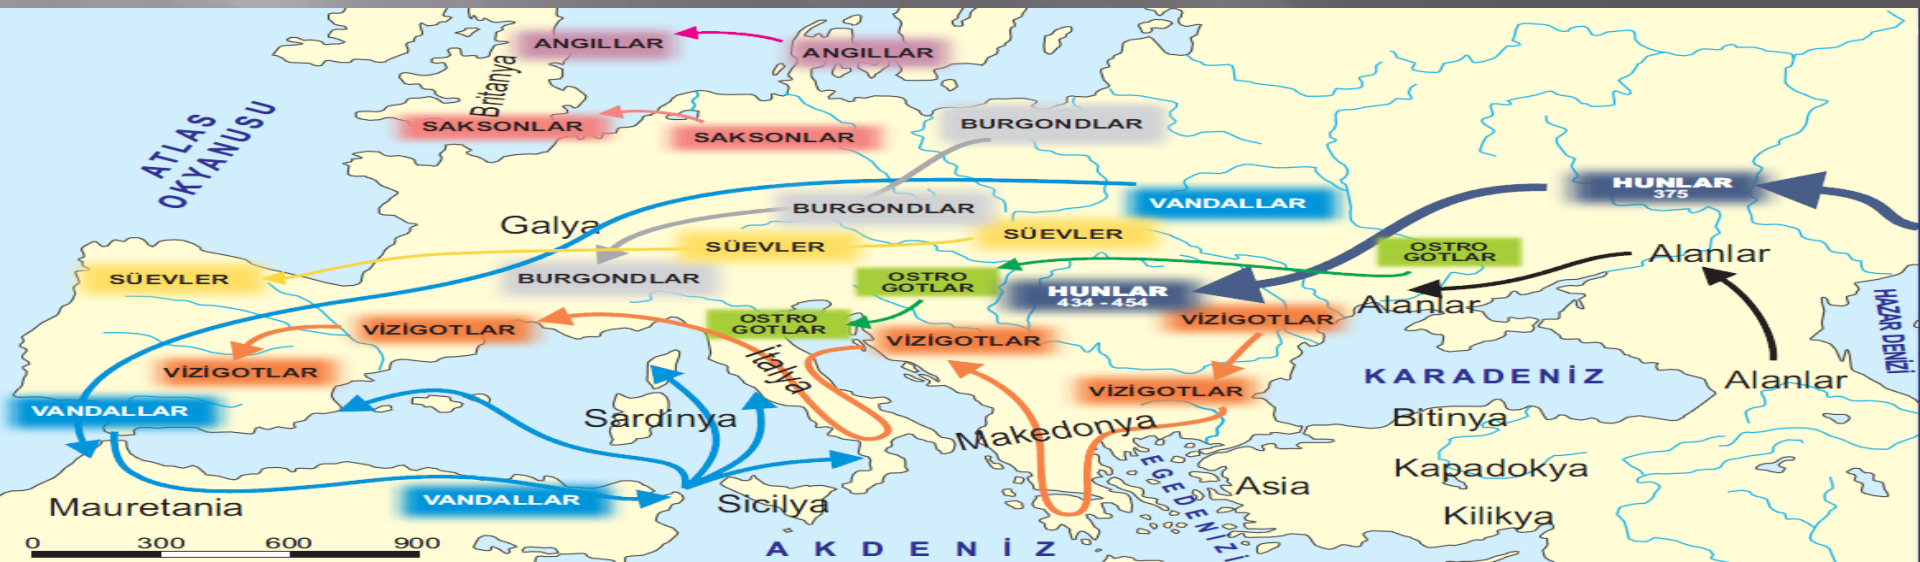 ANGILLAR
ANGILLAR
Britanya
SAKSONLAR
SAKSONLAR
BURGONDLAR
ATLAS
OKYANUSU
HUNLAR
375
VANDALLAR
BURGONDLAR
Galya
SÜEVLER
SÜEVLER
SÜEVLER
OSTRO
GOTLAR
Alanlar
BURGONDLAR
OSTRO
GOTLAR
HUNLAR
434 - 454
Alanlar
HAZAR DENİZİ
VİZİGOTLAR
OSTRO
GOTLAR
VİZİGOTLAR
VİZİGOTLAR
İtalya
VİZİGOTLAR
KARADENİZ
Alanlar
VİZİGOTLAR
VANDALLAR
Sardinya
Makedonya
Bitinya
Kapadokya
EGEDENİZİ
Asia
VANDALLAR
Sicilya
Mauretania
Kilikya
0 300 600 900
AKDENİZ